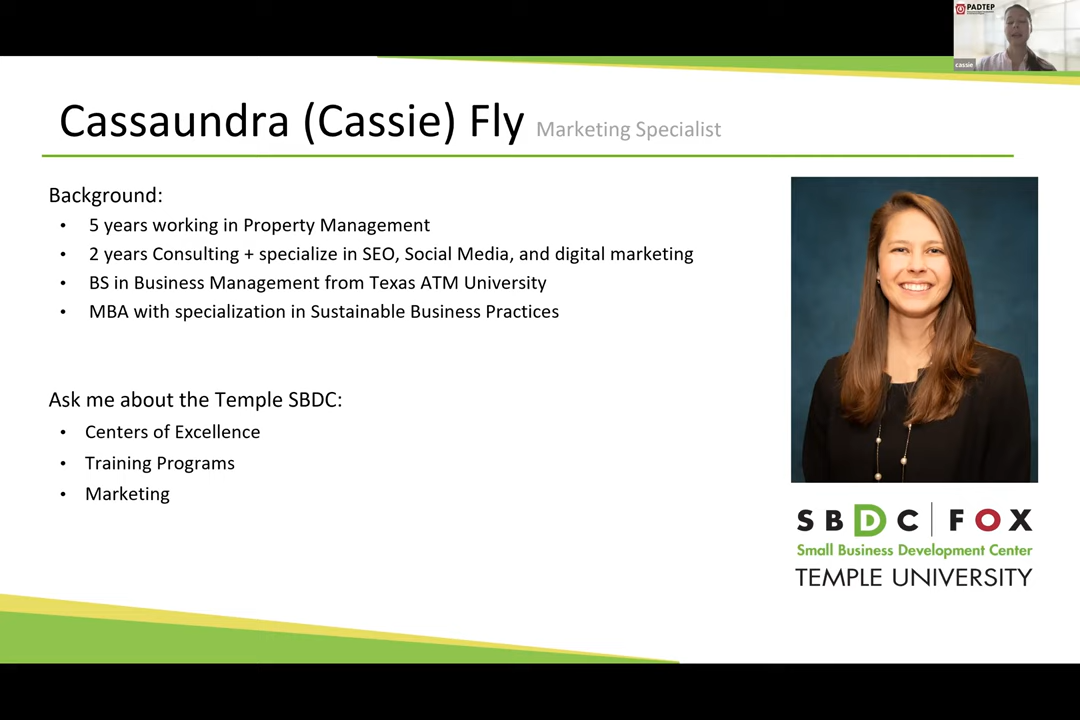 PADTEP
cassie
Cassaundra (Cassie) Fly Marketing Specialist
Background:
• 5 years working in Property Management
• 2 years Consulting + specialize in SEO, Social Media, and digital marketing
• BS in Business Management from Texas ATM University
• MBA with specialization in Sustainable Business Practices
Ask me about the Temple SBDC:
• Centers of Excellence
• Training Programs
• Marketing
SBDC | FOX
Small Business Development Center
TEMPLE UNIVERSITY